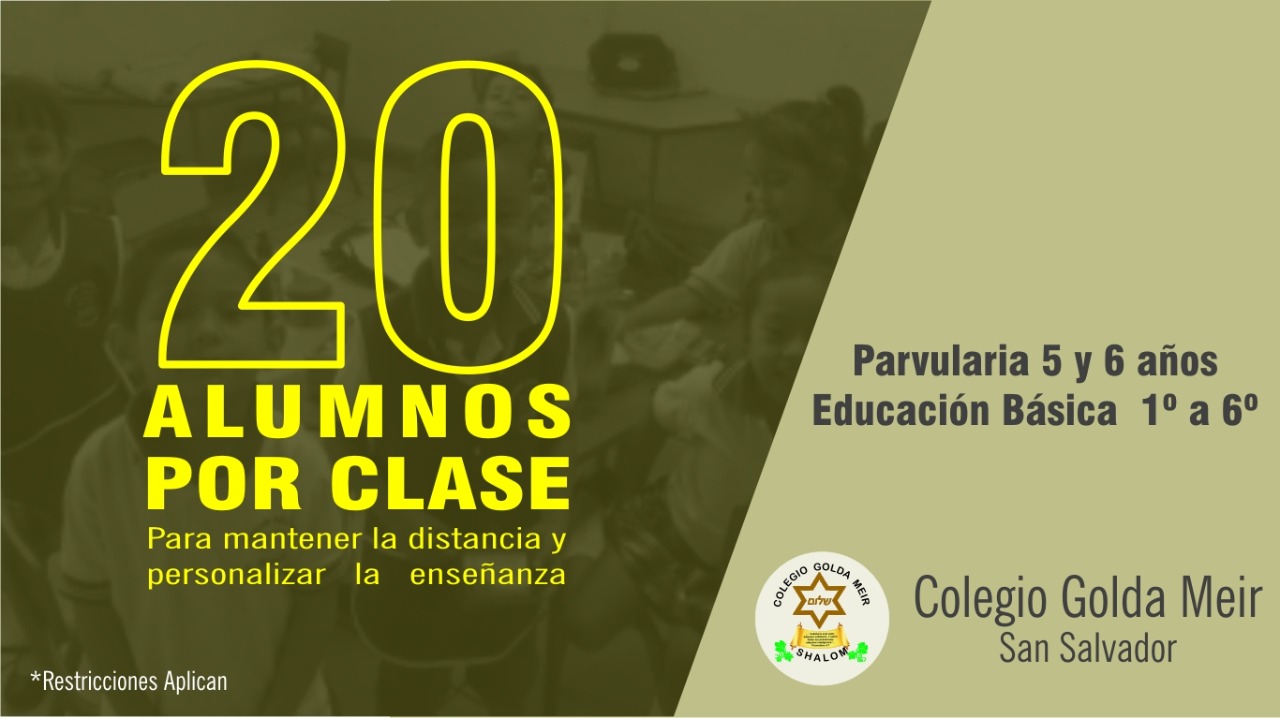 20
ALUMNOS
POR CLASE
Para mantener la distancia y
personalizar la enseñanza
*Restricciones Aplican
Parvularia 5 y 6 años
Educación Básica 1º a 6º
COLEGIO GOLDA MEIR
שלום
SHALOM
Colegio Golda Meir
San Salvador